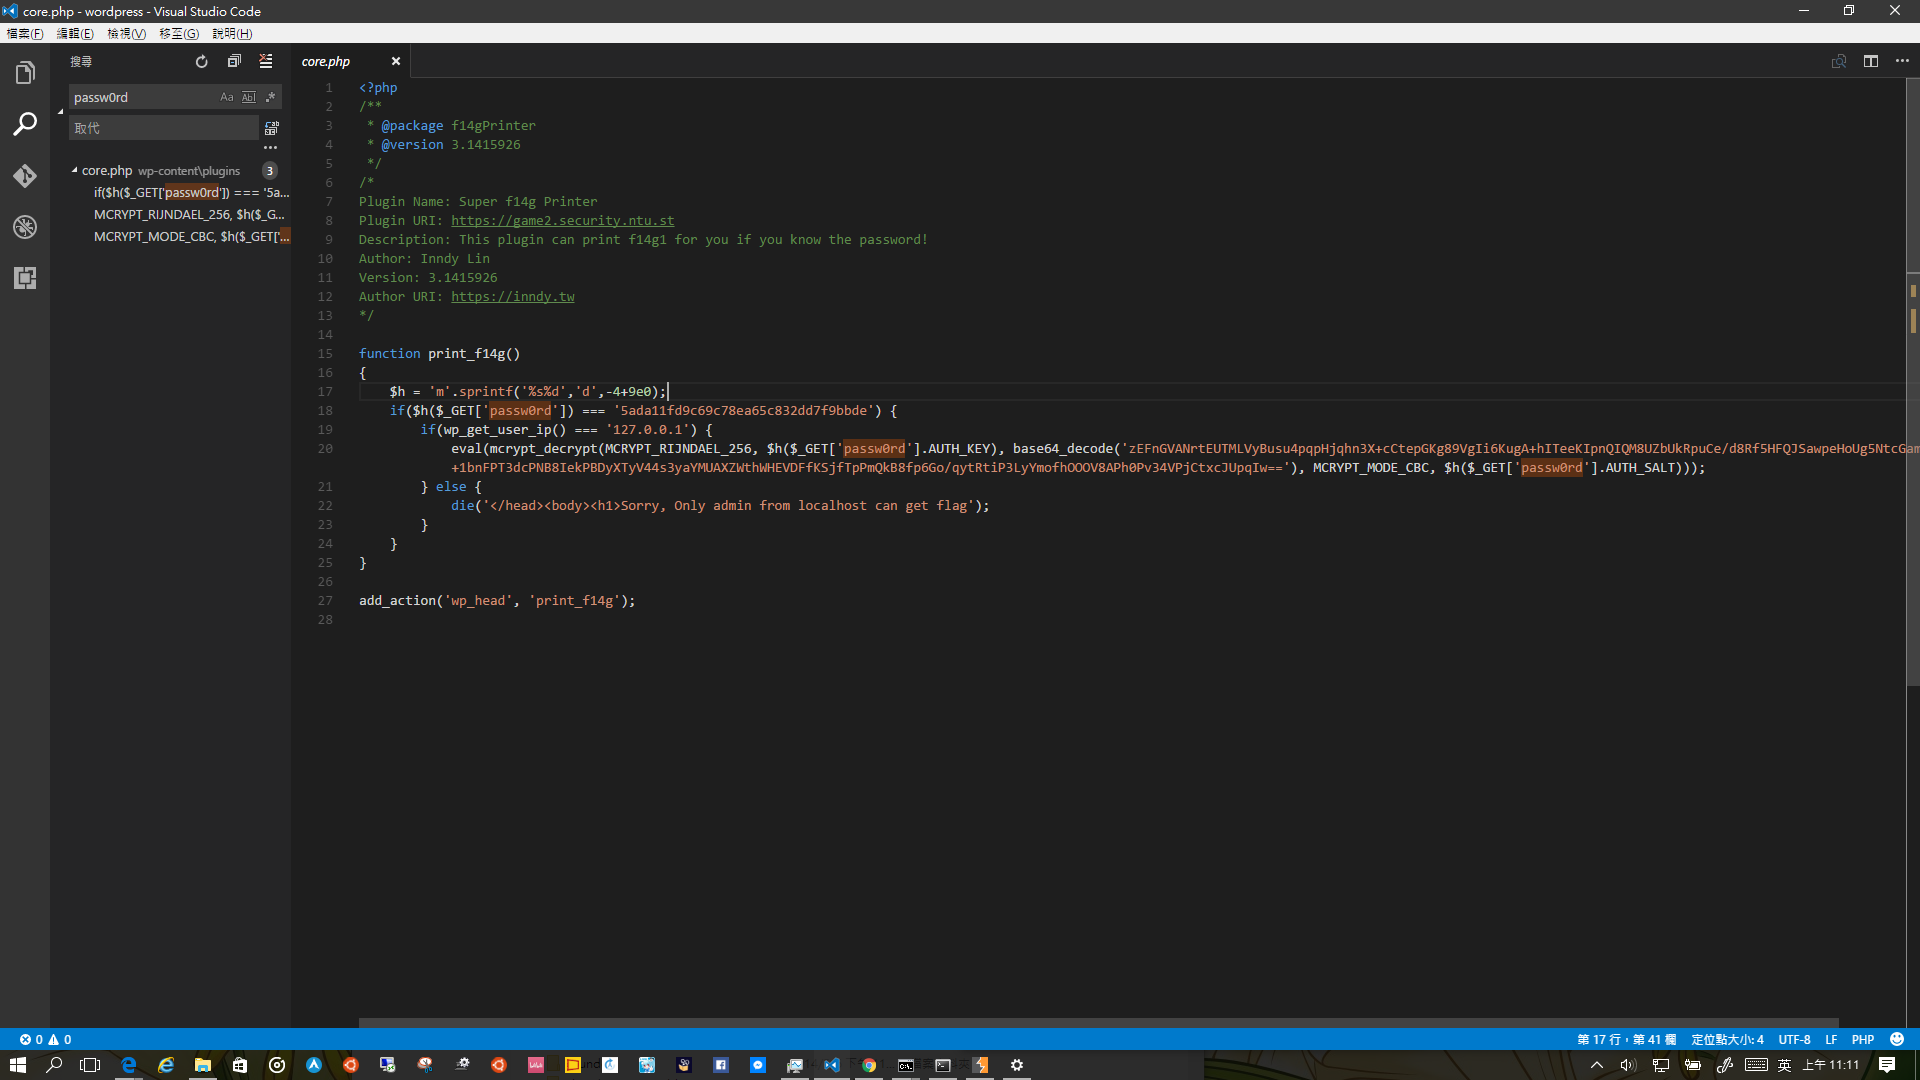 core.php - wordpress - Visual Studio Code
檔案(F) 編輯(E) 檢視(V) 移至(G) 說明(H)
搜尋
passw0rd
Aa Abl .*
取代
core.php wp-content\plugins 3
if($h($_GET['passw0rd']) === '5a...
MCRYPT_RIJNDAEL_256, $h($_G...
MCRYPT_MODE_CBC, $h($_GET['...
core.php
1 <?php
2 /**
3  * @package f14gPrinter
4  * @version 3.1415926
5  */
6 /*
7 Plugin Name: Super f14g Printer
8 Plugin URI: https://game2.security.ntu.st
9 Description: This plugin can print f14g1 for you if you know the password!
10 Author: Inndy Lin
11 Version: 3.1415926
12 Author URI: https://inndy.tw
13 */
14
15 function print_f14g()
16 {
17     $h = 'm'.sprintf('%s%d','d',-4+9e0);
18     if($h($_GET['passw0rd']) === '5ada11fd9c69c78ea65c832dd7f9bbde') {
19         if(wp_get_user_ip() === '127.0.0.1') {
20             eval(mcrypt_decrypt(MCRYPT_RIJNDAEL_256, $h($_GET['passw0rd'].AUTH_KEY), base64_decode('zEFnGVANrtEUTMLVyBusu4pqpHjqhn3X+cCtepGKg89VgIi6KugA+hITeeKIpnQIQM8UZbUkRpuCe/d8Rf5HFQJSawpeHoUg5NtcGam
+1bnFPT3dcPNB8IekPBDyXTyV44s3yaYMUAXZWthWHEVDFfKSjfTpPmQkB8fp6Go/qytRtiP3LyYmofhOOOV8APh0Pv34VPjCtxcJUpqIw=='), MCRYPT_MODE_CBC, $h($_GET['passw0rd'].AUTH_SALT)));
21         } else {
22             die('</head><body><h1>Sorry, Only admin from localhost can get flag');
23         }
24     }
25 }
26
27 add_action('wp_head', 'print_f14g');
28
0 0 第 17 行，第 41 欄 定位點大小: 4 UTF-8 LF PHP
英 上午 11:11